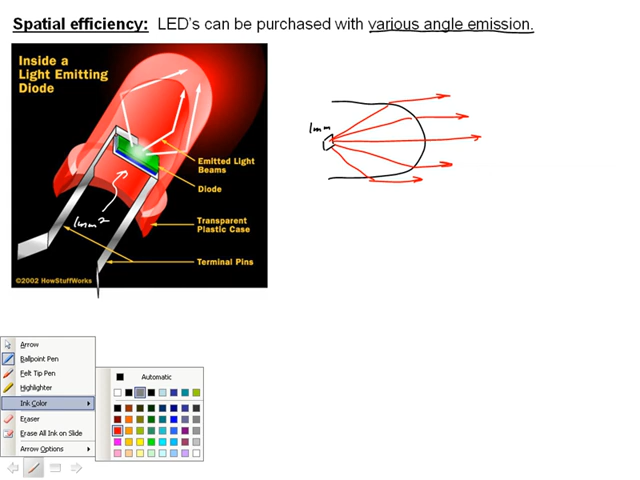 Spatial efficiency: LED's can be purchased with various angle emission.
Inside a
Light Emitting
Diode
1mm
Emitted Light
Beams
Diode
1mm²
Transparent
Plastic Case
Terminal Pins
©2002 HowStuffWorks
Arrow
Ballpoint Pen
Felt Tip Pen
Highlighter
Ink Color
Eraser
Erase All Ink on Slide
Arrow Options
Automatic